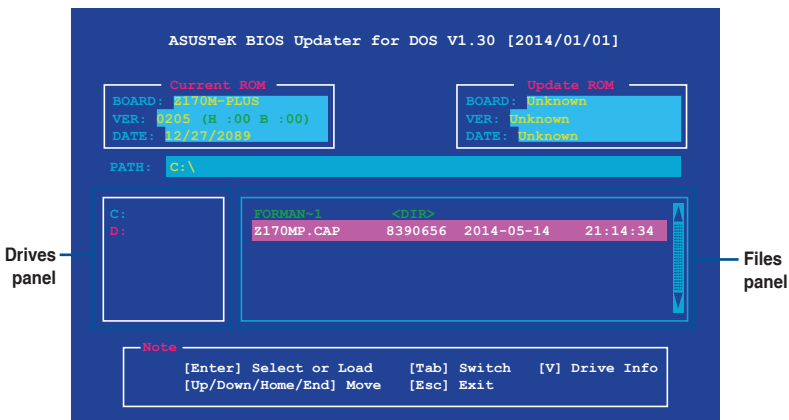 ASUSTeK BIOS Updater for DOS V1.30 [2014/01/01]
Current ROM
BOARD: Z170M-PLUS
VER: 0205 (H :00 B :00)
DATE: 12/27/2089
Update ROM
BOARD: Unknown
VER: Unknown
DATE: Unknown
PATH: C:\
C:
D:
FORMAN~1 <DIR>
Z170MP.CAP 8390656 2014-05-14 21:14:34
Drives panel
Files panel
Note
[Enter] Select or Load [Tab] Switch [V] Drive Info
[Up/Down/Home/End] Move [Esc] Exit